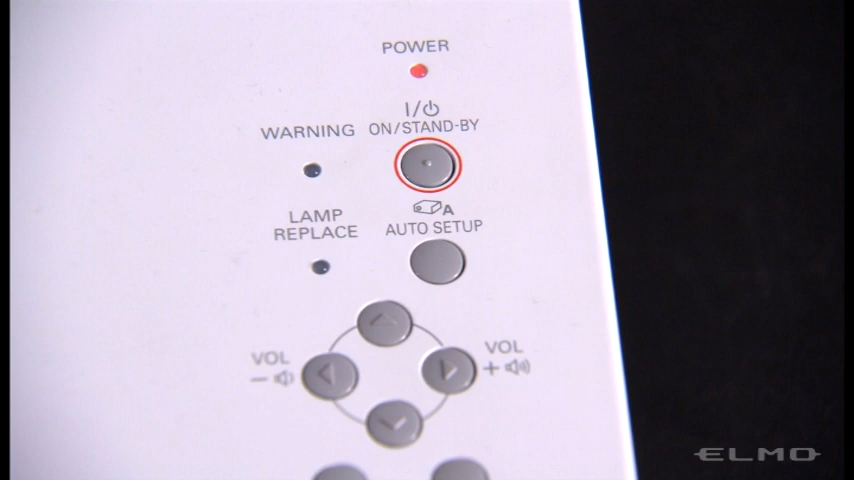 POWER
I/⏻
WARNING ON/STAND-BY
A
LAMP
REPLACE
AUTO SETUP
VOL
−
VOL
+
ELMO